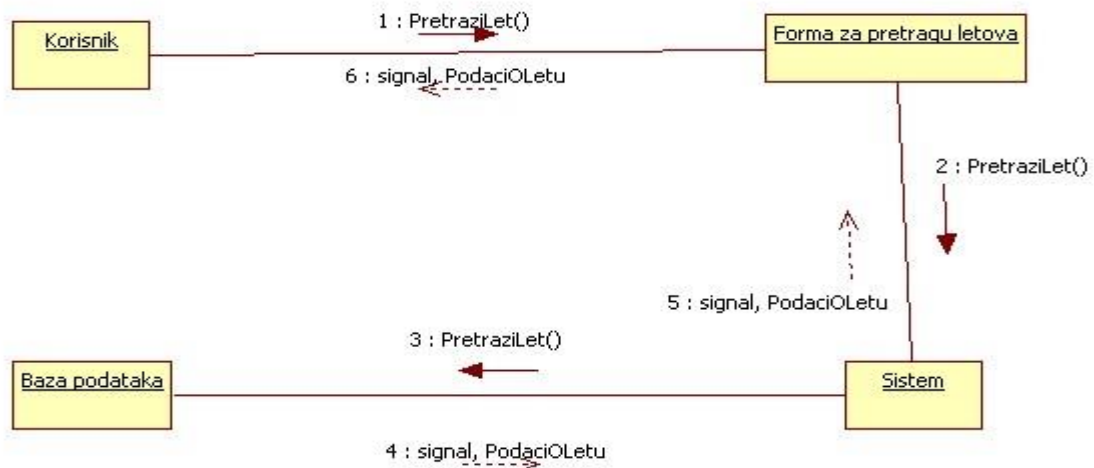 1 : PretraziLet()
Korisnik
Forma za pretragu letova
6 : signal, PodaciOLetu
2 : PretraziLet()
5 : signal, PodaciOLetu
3 : PretraziLet()
Baza podataka
Sistem
4 : signal, PodaciOLetu